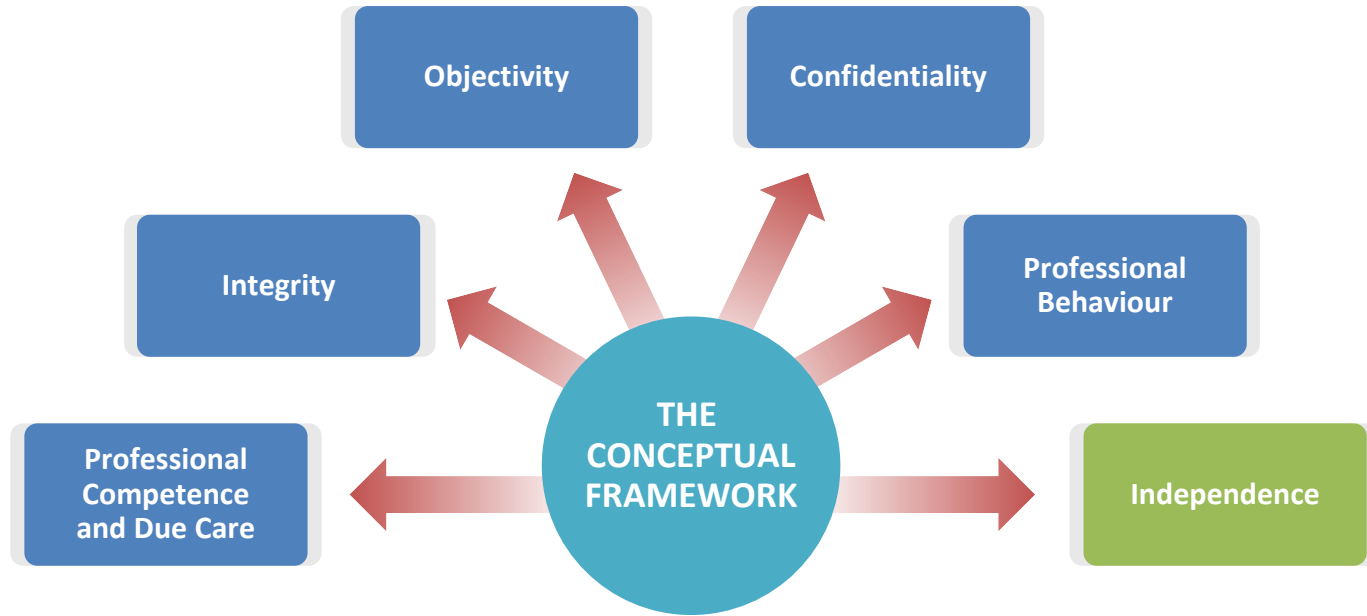 Objectivity
Confidentiality
Integrity
Professional
Behaviour
THE
CONCEPTUAL
FRAMEWORK
Professional
Competence
and Due Care
Independence